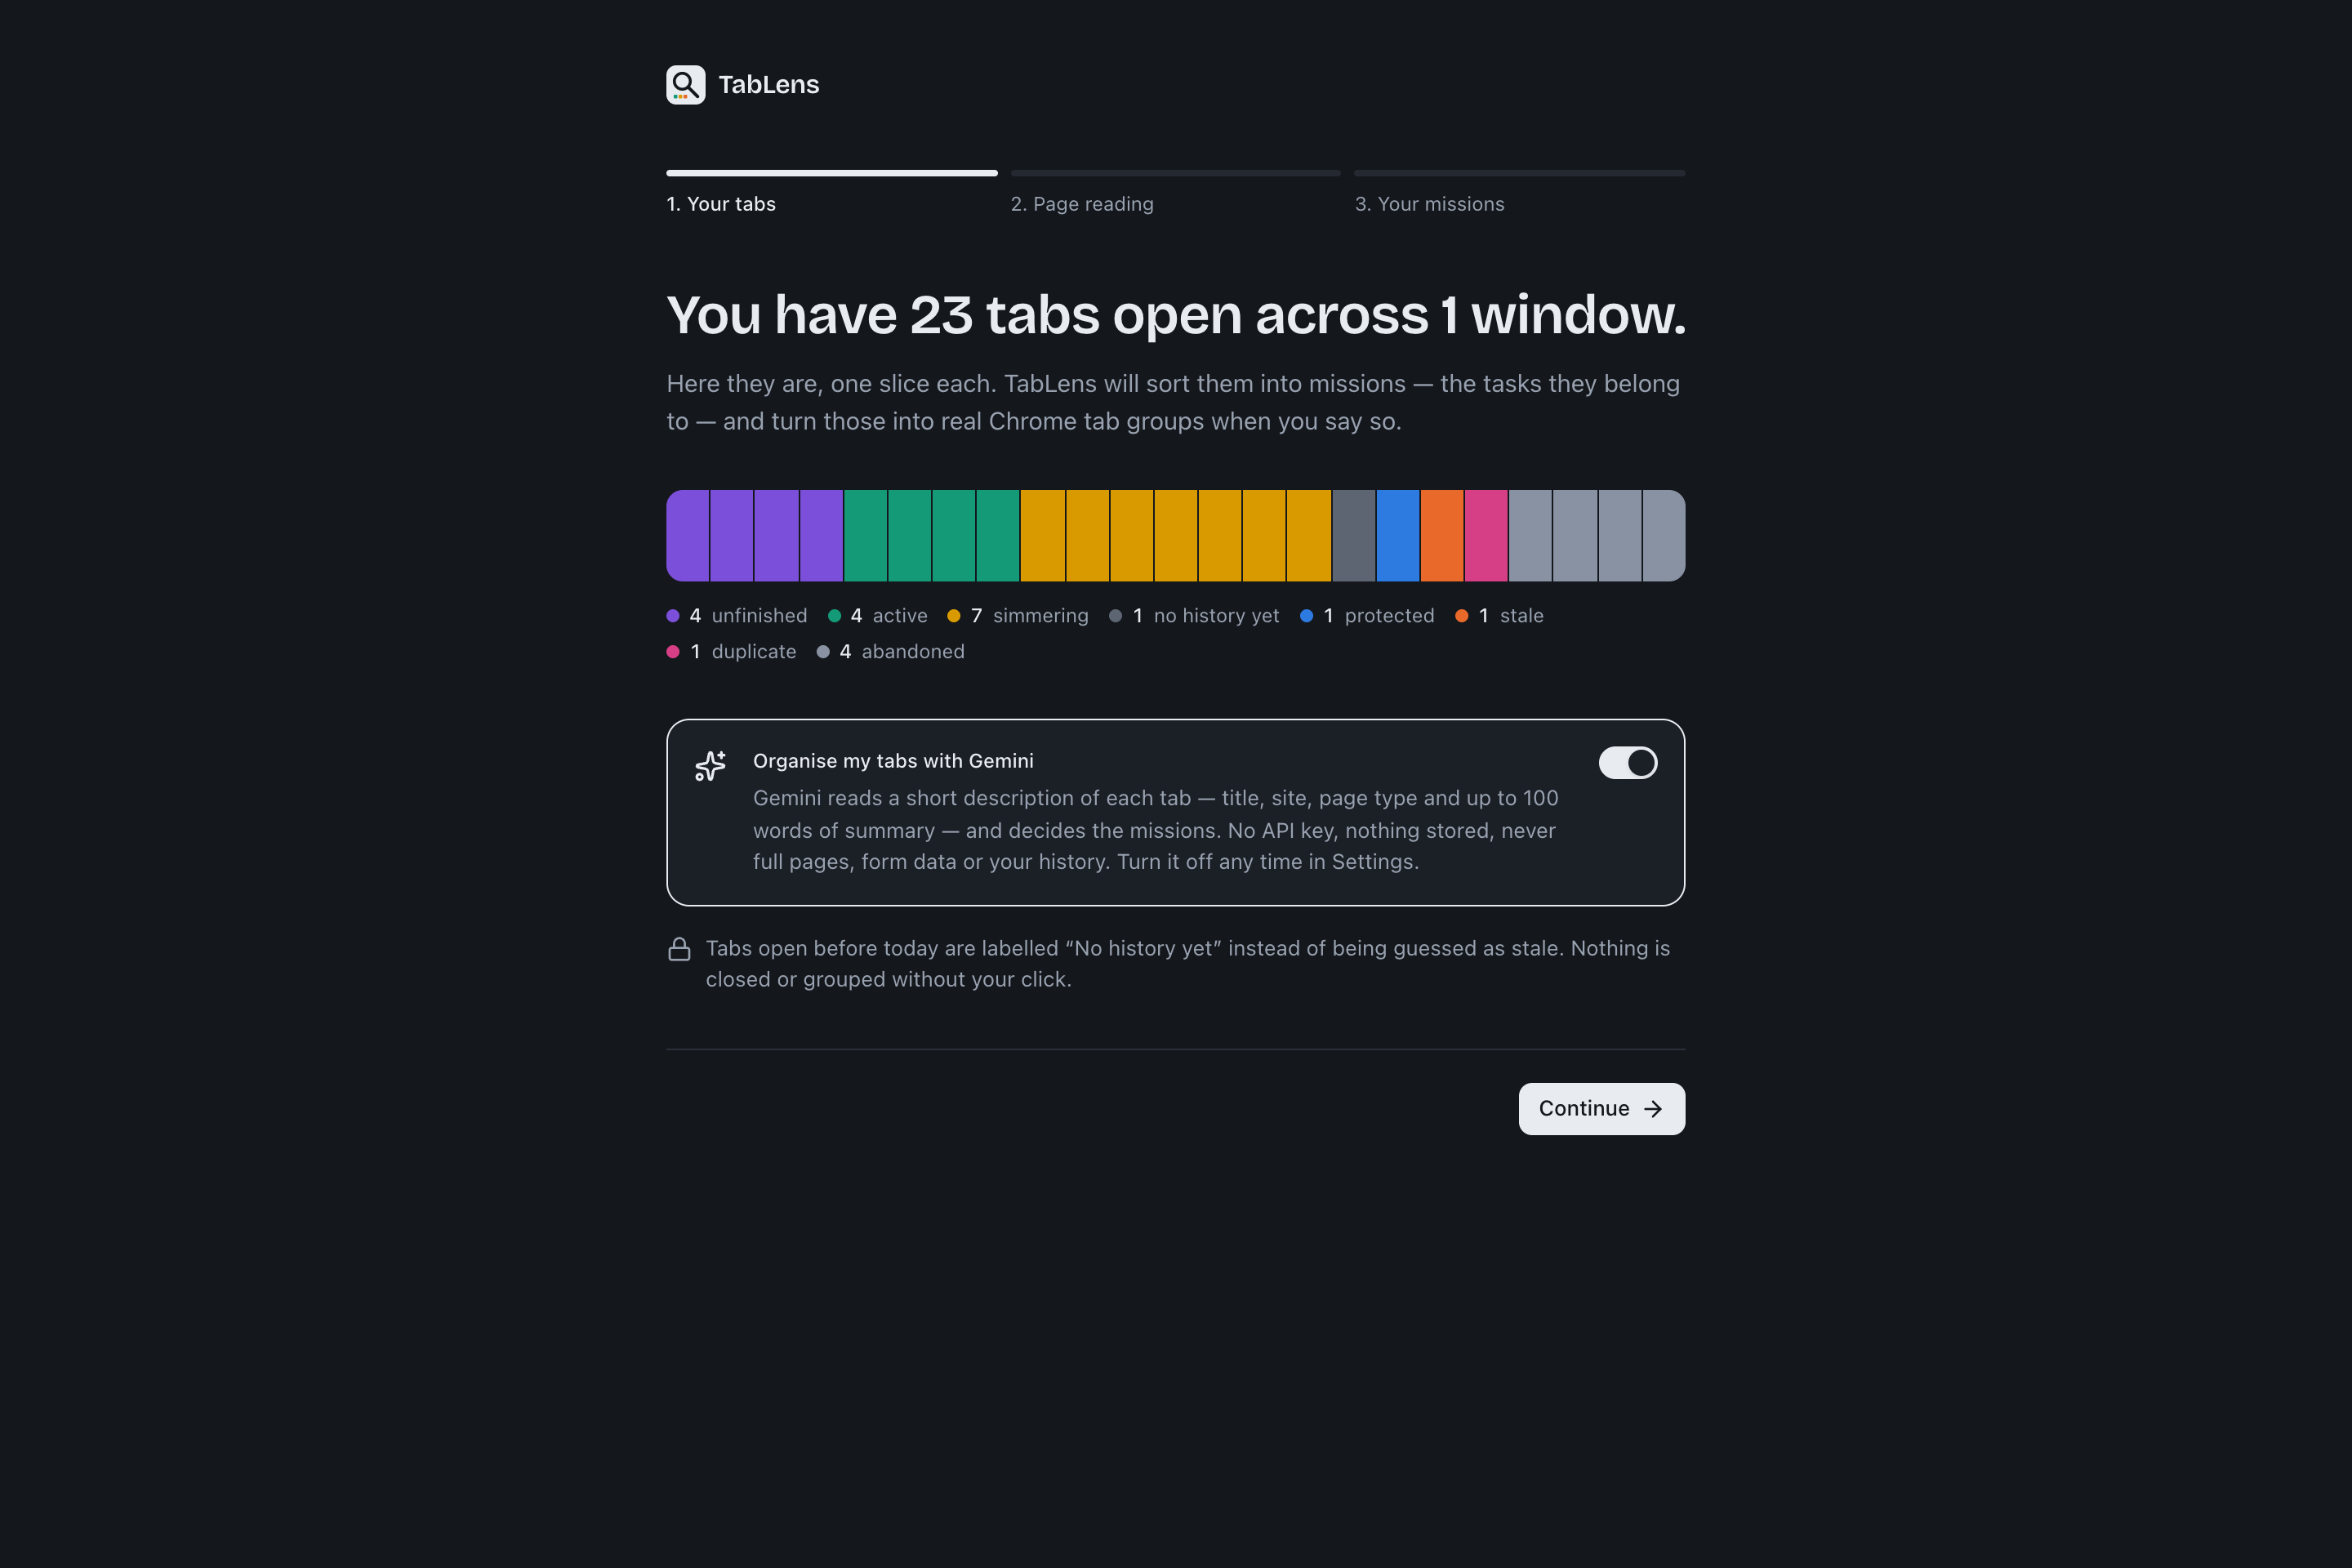 TabLens
1. Your tabs
2. Page reading
3. Your missions
You have 23 tabs open across 1 window.
Here they are, one slice each. TabLens will sort them into missions — the tasks they belong
to — and turn those into real Chrome tab groups when you say so.
4 unfinished 4 active 7 simmering 1 no history yet 1 protected 1 stale
1 duplicate 4 abandoned
Organise my tabs with Gemini
Gemini reads a short description of each tab — title, site, page type and up to 100
words of summary — and decides the missions. No API key, nothing stored, never
full pages, form data or your history. Turn it off any time in Settings.
Tabs open before today are labelled “No history yet” instead of being guessed as stale. Nothing is
closed or grouped without your click.
Continue